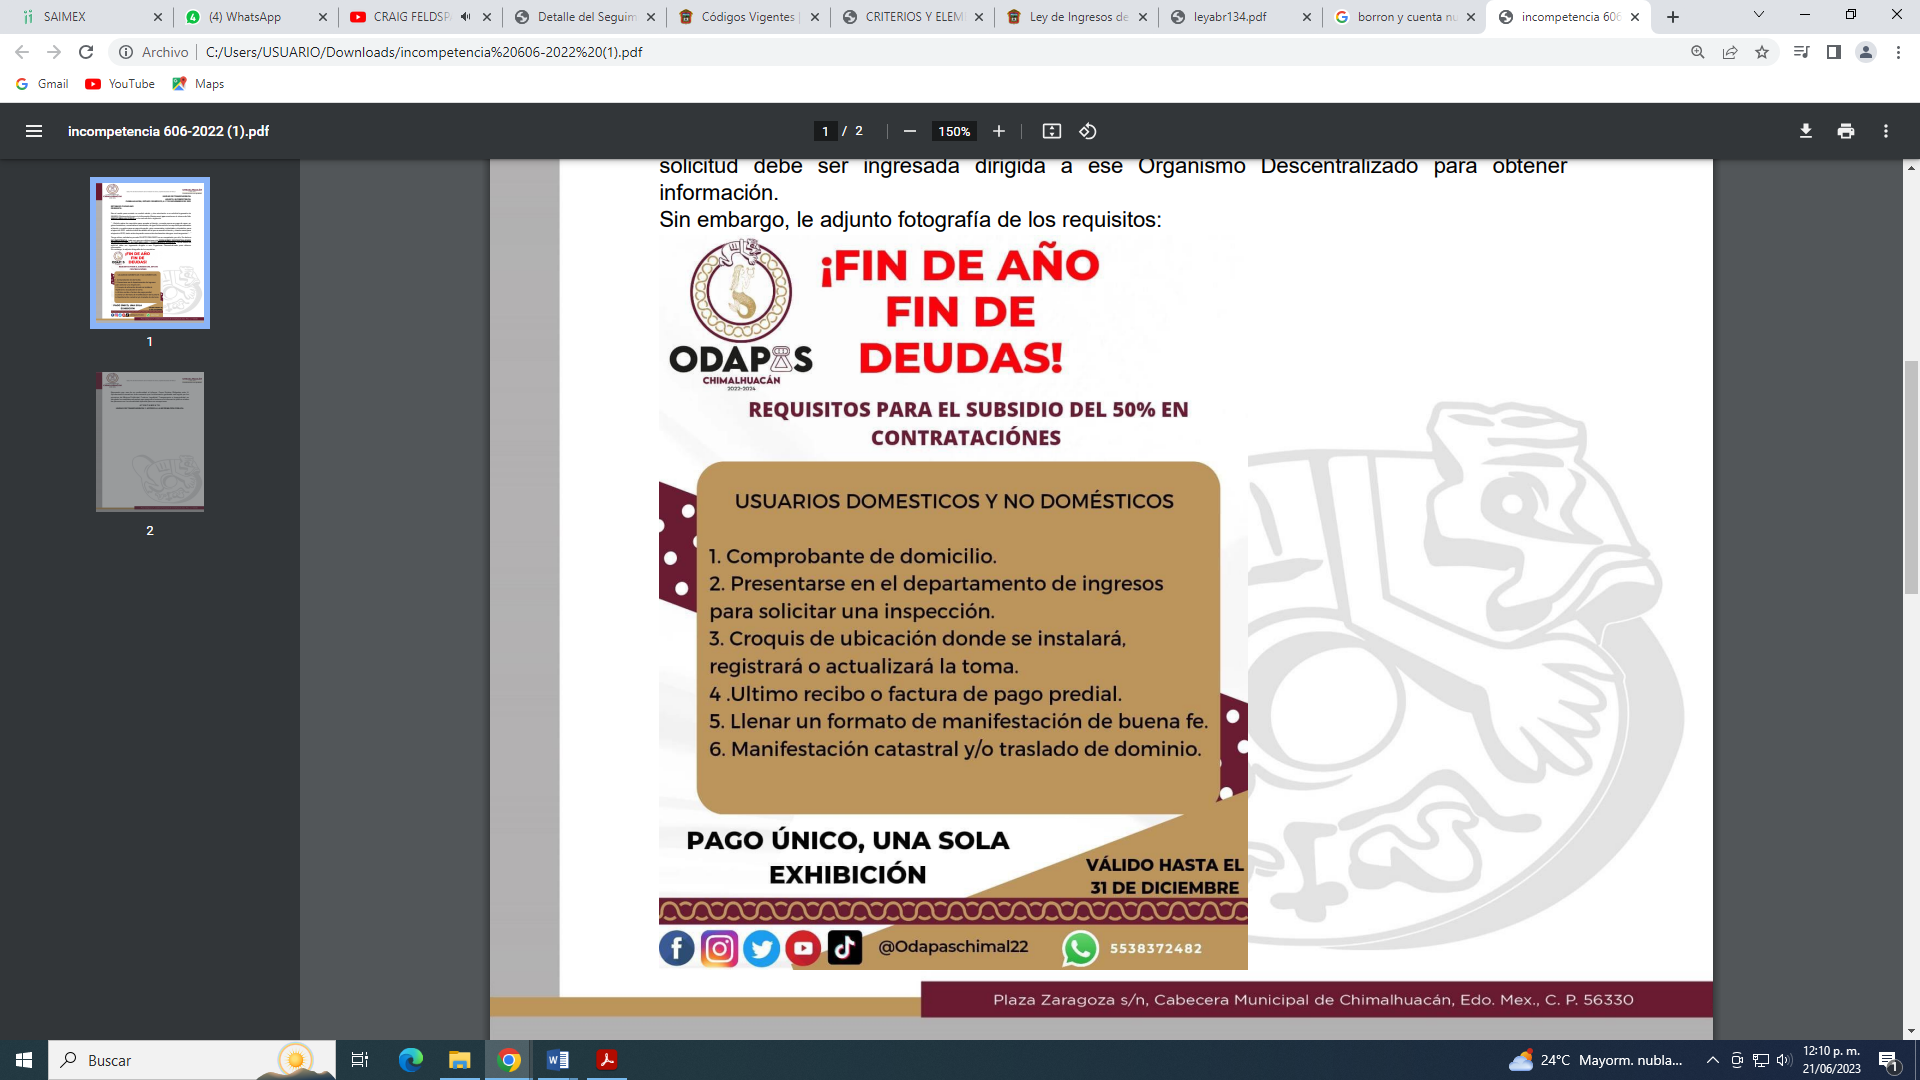 SAIMEX
(4) WhatsApp
CRAIG FELDSPA
Detalle del Seguim
Códigos Vigentes
CRITERIOS Y ELEM
Ley de Ingresos de
leyabr134.pdf
borron y cuenta nu
incompetencia 606
Archivo
C:/Users/USUARIO/Downloads/incompetencia%20606-2022%20(1).pdf
Gmail
YouTube
Maps
incompetencia 606-2022 (1).pdf
1 / 2
150%
1
2
solicitud debe ser ingresada dirigida a ese Organismo Descentralizado para obtener
información.
Sin embargo, le adjunto fotografía de los requisitos:
¡FIN DE AÑO
FIN DE
DEUDAS!
ODAPAS
CHIMALHUACÁN
2022-2024
REQUISITOS PARA EL SUBSIDIO DEL 50% EN
CONTRATACIÓNES
USUARIOS DOMESTICOS Y NO DOMÉSTICOS
1. Comprobante de domicilio.
2. Presentarse en el departamento de ingresos
para solicitar una inspección.
3. Croquis de ubicación donde se instalará,
registrará o actualizará la toma.
4 .Ultimo recibo o factura de pago predial.
5. Llenar un formato de manifestación de buena fe.
6. Manifestación catastral y/o traslado de dominio.
PAGO ÚNICO, UNA SOLA
EXHIBICIÓN
VÁLIDO HASTA EL
31 DE DICIEMBRE
@Odapaschimal22
5538372482
Plaza Zaragoza s/n, Cabecera Municipal de Chimalhuacán, Edo. Mex., C. P. 56330
Buscar
24°C Mayorm. nubla...
12:10 p. m.
21/06/2023
1